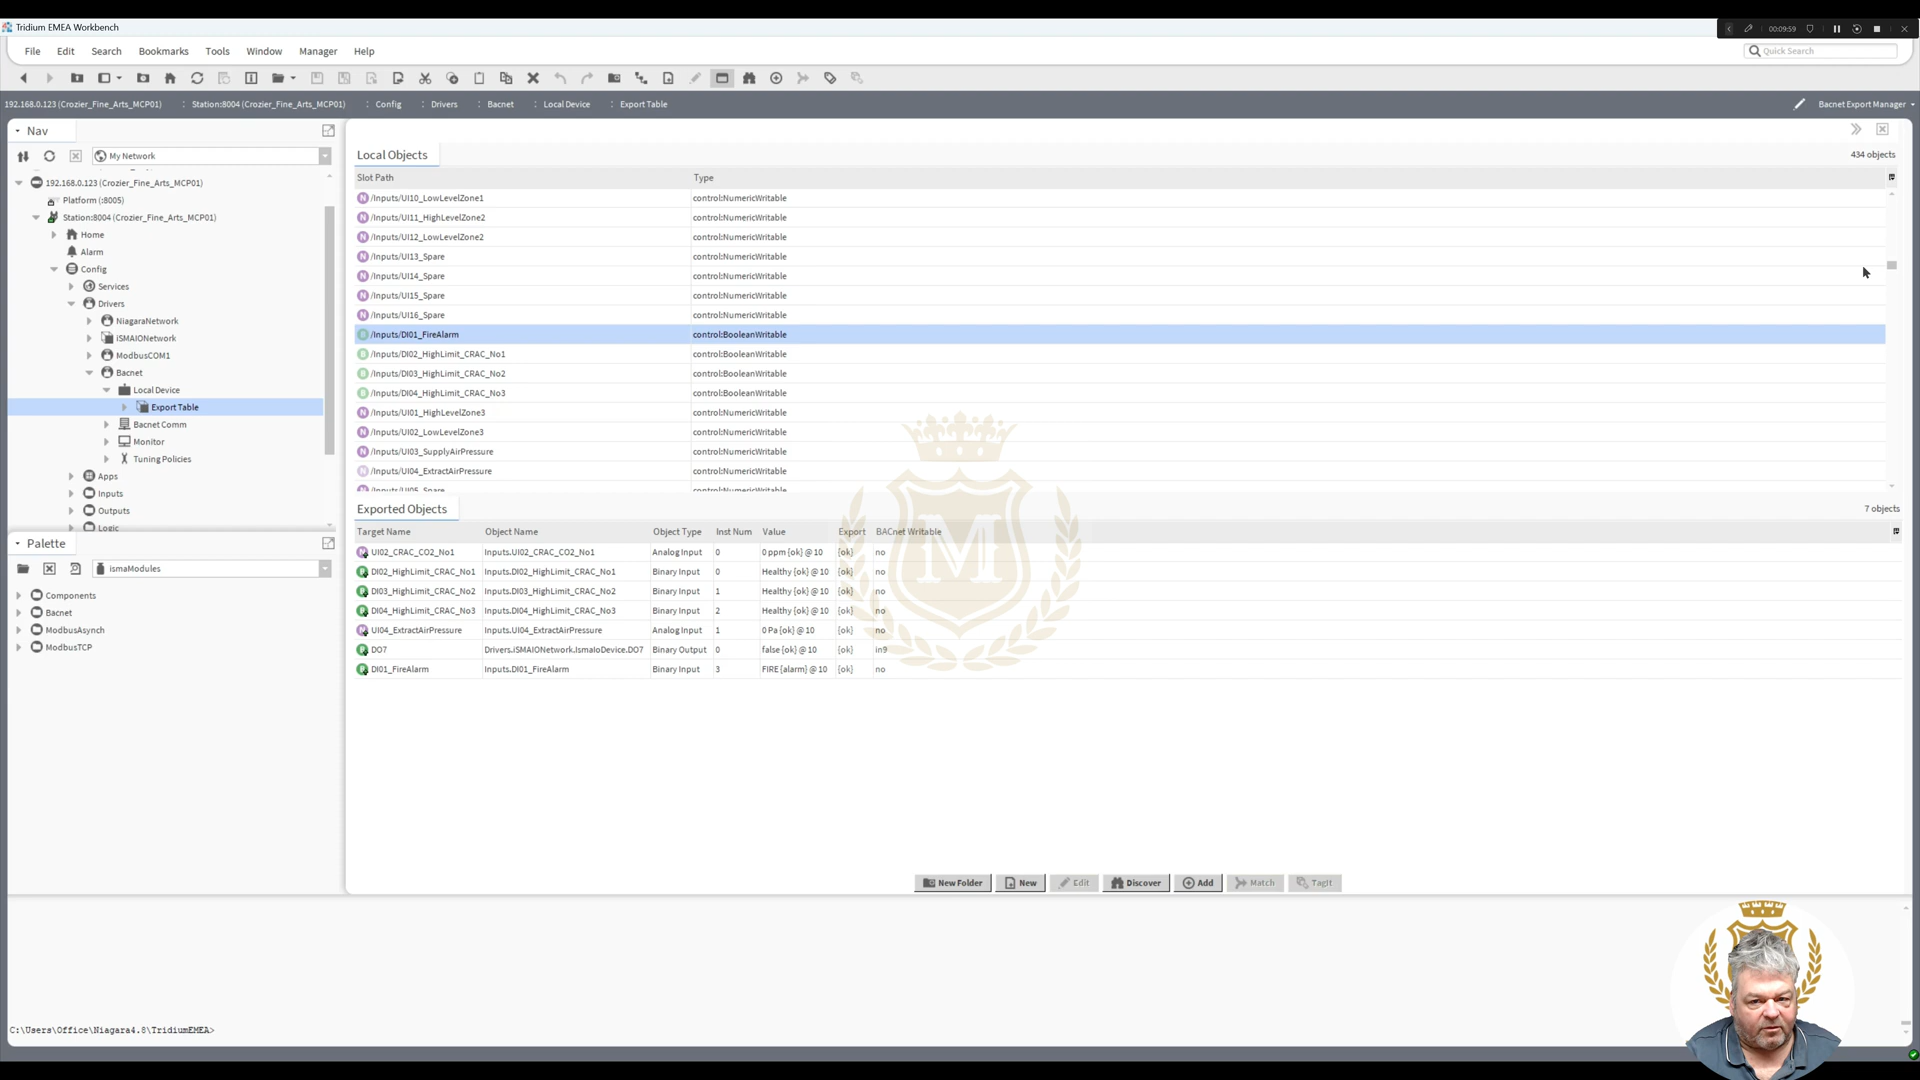 Tridium EMEA Workbench
00:09:59
File Edit Search Bookmarks Tools Window Manager Help
Quick Search
192.168.0.123 (Crozier_Fine_Arts_MCP01) : Station:8004 (Crozier_Fine_Arts_MCP01) : Config : Drivers : Bacnet : Local Device : Export Table
Bacnet Export Manager
Nav
My Network
192.168.0.123 (Crozier_Fine_Arts_MCP01)
Platform (:8005)
Station:8004 (Crozier_Fine_Arts_MCP01)
Home
Alarm
Config
Services
Drivers
NiagaraNetwork
iSMAIONetwork
ModbusCOM1
Bacnet
Local Device
Export Table
Bacnet Comm
Monitor
Tuning Policies
Apps
Inputs
Outputs
Logic
Palette
ismaModules
Components
Bacnet
ModbusAsynch
ModbusTCP
Local Objects
434 objects
Slot Path Type
N /Inputs/UI10_LowLevelZone1 control:NumericWritable
N /Inputs/UI11_HighLevelZone2 control:NumericWritable
N /Inputs/UI12_LowLevelZone2 control:NumericWritable
N /Inputs/UI13_Spare control:NumericWritable
N /Inputs/UI14_Spare control:NumericWritable
N /Inputs/UI15_Spare control:NumericWritable
N /Inputs/UI16_Spare control:NumericWritable
B /Inputs/DI01_FireAlarm control:BooleanWritable
B /Inputs/DI02_HighLimit_CRAC_No1 control:BooleanWritable
B /Inputs/DI03_HighLimit_CRAC_No2 control:BooleanWritable
B /Inputs/DI04_HighLimit_CRAC_No3 control:BooleanWritable
N /Inputs/UI01_HighLevelZone3 control:NumericWritable
N /Inputs/UI02_LowLevelZone3 control:NumericWritable
N /Inputs/UI03_SupplyAirPressure control:NumericWritable
N /Inputs/UI04_ExtractAirPressure control:NumericWritable
/Inputs/UI05_Spare control:NumericWritable
Exported Objects
7 objects
Target Name Object Name Object Type Inst Num Value Export BACnet Writable
UI02_CRAC_CO2_No1 Inputs.UI02_CRAC_CO2_No1 Analog Input 0 0 ppm {ok} @ 10 {ok} no
DI02_HighLimit_CRAC_No1 Inputs.DI02_HighLimit_CRAC_No1 Binary Input 0 Healthy {ok} @ 10 {ok} no
DI03_HighLimit_CRAC_No2 Inputs.DI03_HighLimit_CRAC_No2 Binary Input 1 Healthy {ok} @ 10 {ok} no
DI04_HighLimit_CRAC_No3 Inputs.DI04_HighLimit_CRAC_No3 Binary Input 2 Healthy {ok} @ 10 {ok} no
UI04_ExtractAirPressure Inputs.UI04_ExtractAirPressure Analog Input 1 0 Pa {ok} @ 10 {ok} no
DO7 Drivers.iSMAIONetwork.IsmaIoDevice.DO7 Binary Output 0 false {ok} @ 10 {ok} in9
DI01_FireAlarm Inputs.DI01_FireAlarm Binary Input 3 FIRE {alarm} @ 10 {ok} no
M
New Folder New Edit Discover Add Match TagIt
C:\Users\Office\Niagara4.8\TridiumEMEA>